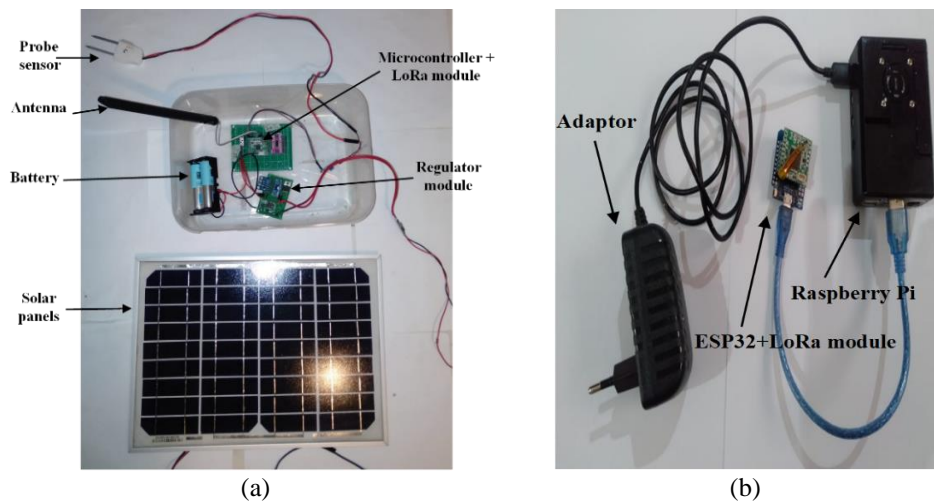 Probe
sensor
Microcontroller +
LoRa module
Antenna
Battery
Regulator
module
Solar
panels
(a)
Adaptor
Raspberry Pi
ESP32+LoRa module
(b)